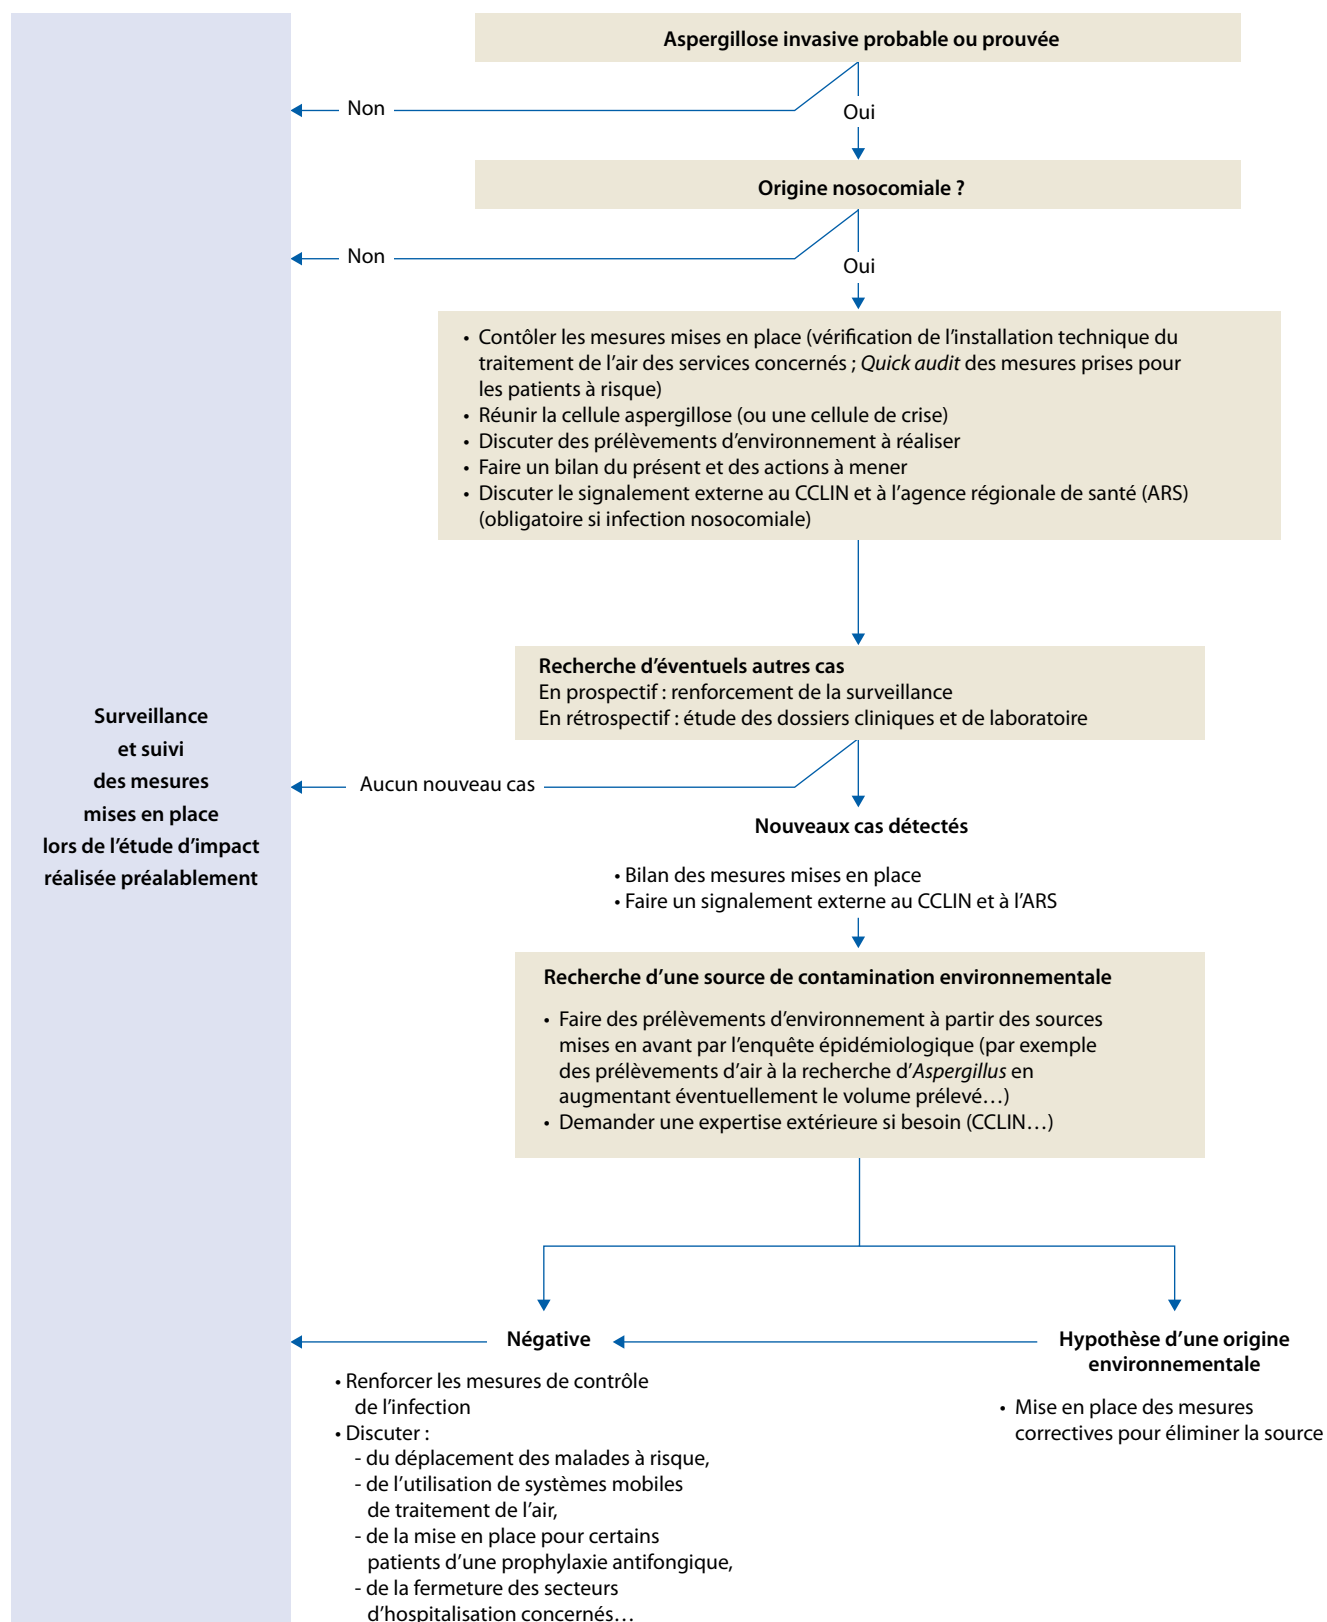 Aspergillose invasive probable ou prouvée
Non
Oui
Origine nosocomiale ?
Non
Oui
• Contôler les mesures mises en place (vérification de l’installation technique du
traitement de l’air des services concernés ; Quick audit des mesures prises pour
les patients à risque)
• Réunir la cellule aspergillose (ou une cellule de crise)
• Discuter des prélèvements d’environnement à réaliser
• Faire un bilan du présent et des actions à mener
• Discuter le signalement externe au CCLIN et à l’agence régionale de santé (ARS)
(obligatoire si infection nosocomiale)
Recherche d’éventuels autres cas
En prospectif : renforcement de la surveillance
En rétrospectif : étude des dossiers cliniques et de laboratoire
Surveillance
et suivi
des mesures
mises en place
lors de l’étude d’impact
réalisée préalablement
Aucun nouveau cas
Nouveaux cas détectés
• Bilan des mesures mises en place
• Faire un signalement externe au CCLIN et à l’ARS
Recherche d’une source de contamination environnementale
• Faire des prélèvements d’environnement à partir des sources
mises en avant par l’enquête épidémiologique (par exemple
des prélèvements d’air à la recherche d’Aspergillus en
augmentant éventuellement le volume prélevé…)
• Demander une expertise extérieure si besoin (CCLIN…)
Négative
• Renforcer les mesures de contrôle
de l’infection
• Discuter :
- du déplacement des malades à risque,
- de l’utilisation de systèmes mobiles
de traitement de l’air,
- de la mise en place pour certains
patients d’une prophylaxie antifongique,
- de la fermeture des secteurs
d’hospitalisation concernés…
Hypothèse d’une origine
environnementale
• Mise en place des mesures
correctives pour éliminer la source